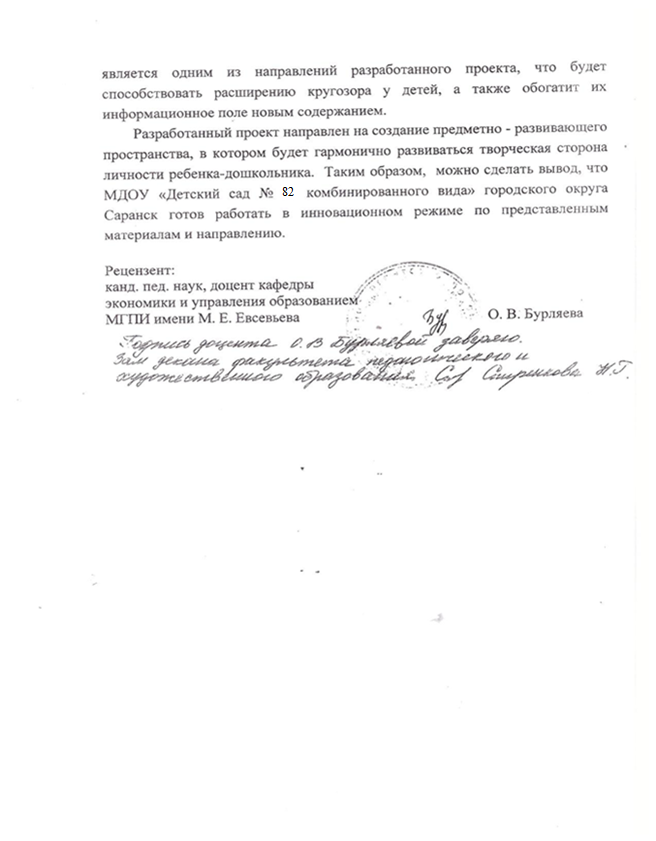 является одним из направлений разработанного проекта, что будет
способствовать расширению кругозора у детей, а также обогатит их
информационное поле новым содержанием.
Разработанный проект направлен на создание предметно - развивающего
пространства, в котором будет гармонично развиваться творческая сторона
личности ребенка-дошкольника. Таким образом, можно сделать вывод, что
МДОУ «Детский сад № 82 комбинированного вида» городского округа
Саранск готов работать в инновационном режиме по представленным
материалам и направлению.
Рецензент:
канд. пед. наук, доцент кафедры
экономики и управления образованием
МГПИ имени М. Е. Евсевьева
О. В. Бурляева
Подпись доцента О.В Бурляевой заверяю.
Зам декана факультета педагогического и
художественного образования Спиренкова Н.Г.